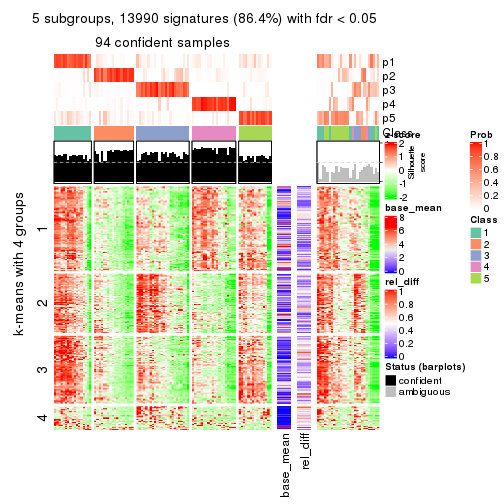 5 subgroups, 13990 signatures (86.4%) with fdr < 0.05
94 confident samples
p1
p2
p3
p4
p5
Class
z-score
2
1
0
-1
-2
Silhouette
score
base_mean
8
6
4
2
0
rel_diff
1
0.8
0.6
0.4
0.2
0
Status (barplots)
confident
ambiguous
Prob
1
0.8
0.6
0.4
0.2
0
Class
1
2
3
4
5
k-means with 4 groups
1
2
3
4
base_mean
rel_diff